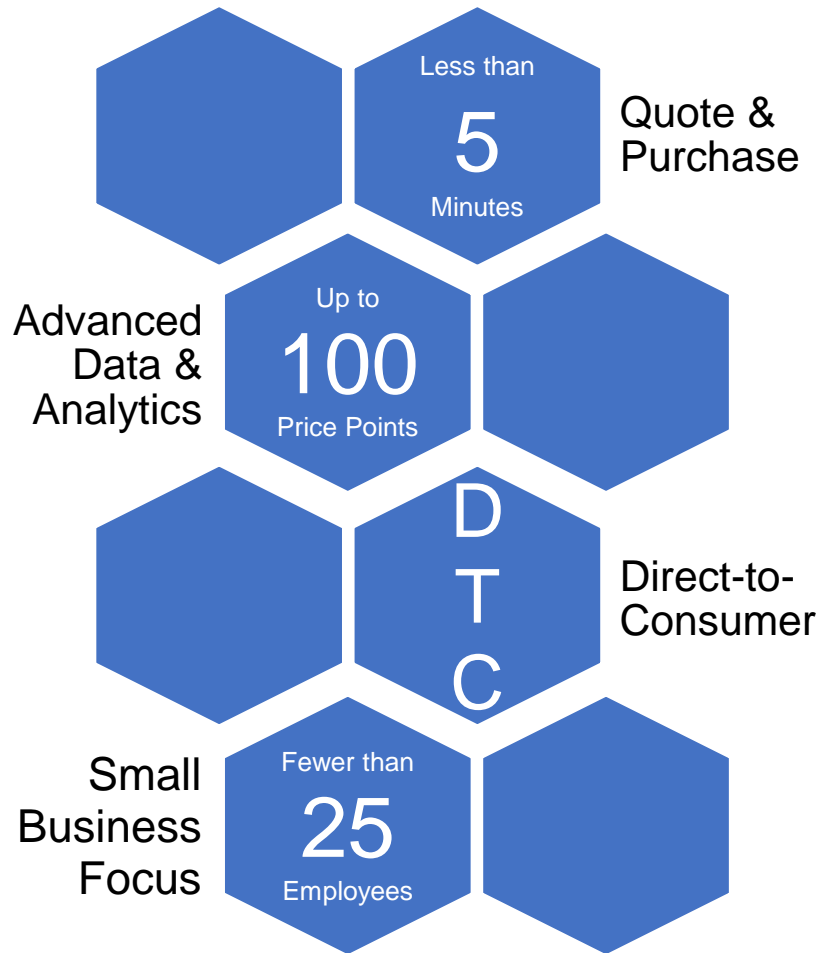 Less than
5
Minutes
Quote &
Purchase
Advanced
Data &
Analytics
Up to
100
Price Points
D
T
C
Direct-to-
Consumer
Small
Business
Focus
Fewer than
25
Employees